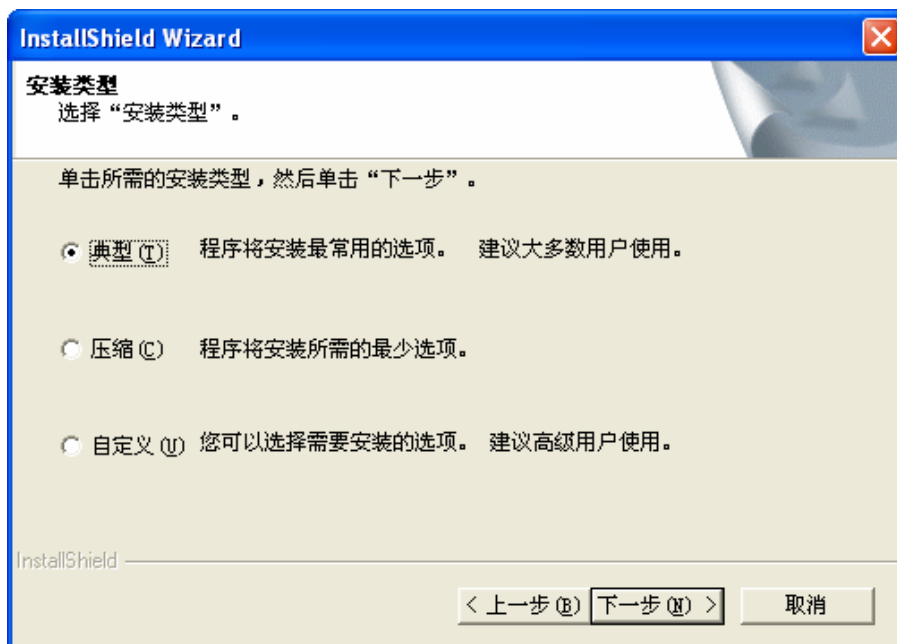 InstallShield Wizard
安装类型
选择“安装类型”。
单击所需的安装类型，然后单击“下一步”。
典型(T) 程序将安装最常用的选项。 建议大多数用户使用。
压缩(C) 程序将安装所需的最少选项。
自定义(U) 您可以选择需要安装的选项。 建议高级用户使用。
InstallShield
< 上一步(B) 下一步(N) > 取消